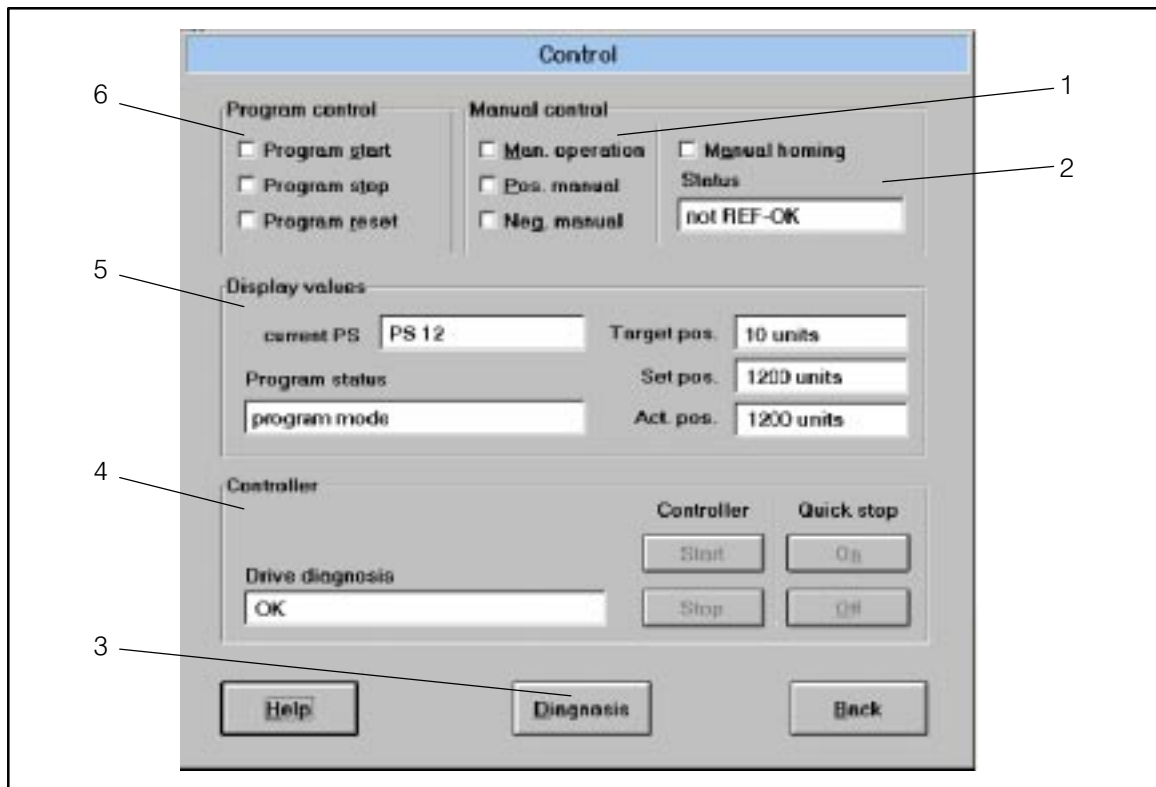 Control
6
1
Program control
Manual control
Program start
Man. operation
Manual homing
2
Program stop
Pos. manual
Status
Program reset
Neg. manual
not REF-OK
5
Display values
current PS
PS 12
Target pos.
10 units
Program status
Set pos.
1200 units
program mode
Act. pos.
1200 units
4
Controller
Controller
Quick stop
Start
On
Drive diagnosis
OK
Stop
Off
3
Help
Diagnosis
Back